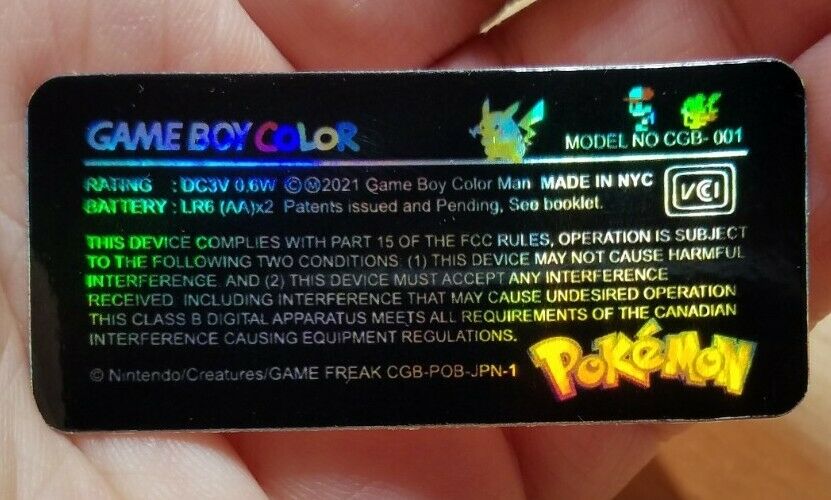 GAME BOY COLOR
MODEL NO CGB- 001
RATING : DC3V 0.6W ©Ⓜ2021 Game Boy Color Man MADE IN NYC
VCI
BATTERY : LR6 (AA)x2 Patents issued and Pending, See booklet.
THIS DEVICE COMPLIES WITH PART 15 OF THE FCC RULES, OPERATION IS SUBJECT
TO THE FOLLOWING TWO CONDITIONS: (1) THIS DEVICE MAY NOT CAUSE HARMFUL
INTERFERENCE, AND (2) THIS DEVICE MUST ACCEPT ANY INTERFERENCE
RECEIVED, INCLUDING INTERFERENCE THAT MAY CAUSE UNDESIRED OPERATION
THIS CLASS B DIGITAL APPARATUS MEETS ALL REQUIREMENTS OF THE CANADIAN
INTERFERENCE CAUSING EQUIPMENT REGULATIONS.
© Nintendo/Creatures/GAME FREAK CGB-POB-JPN-1
POKéMON